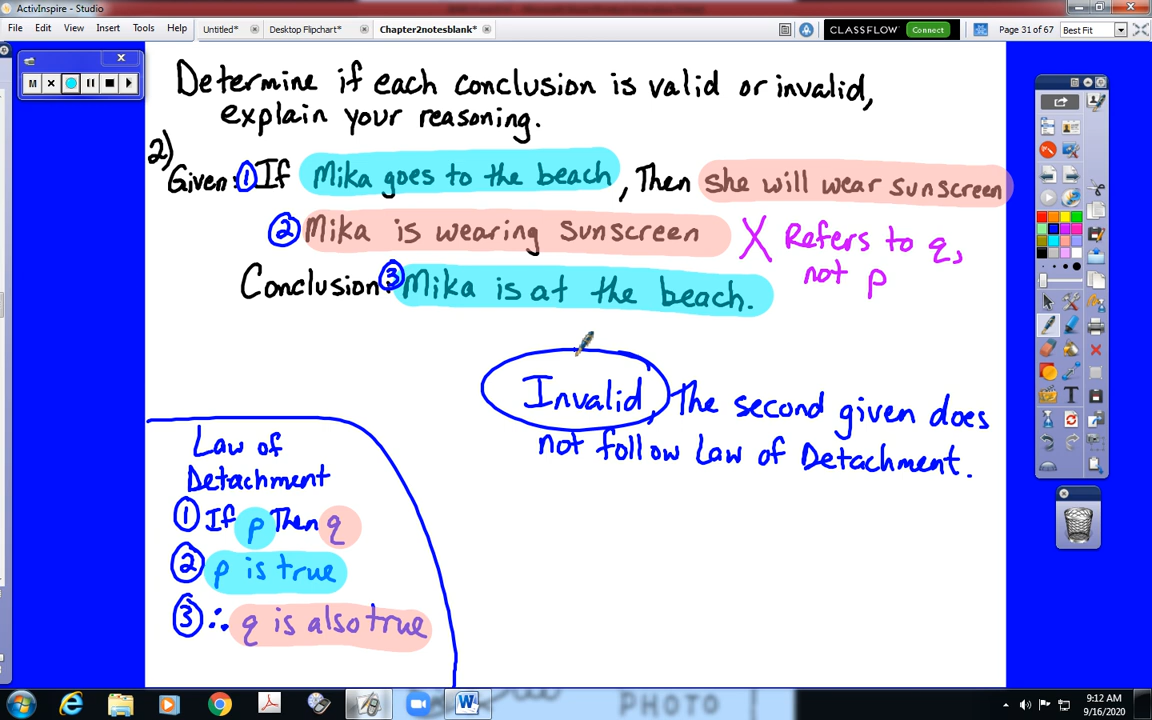 ActivInspire - Studio
File Edit View Insert Tools Help Untitled* Desktop Flipchart* Chapter2notesblank* CLASSFLOW Connect Page 31 of 67 Best Fit
M
Determine if each conclusion is valid or invalid,
explain your reasoning.
2)
Given: ① If Mika goes to the beach, Then she will wear sunscreen
② Mika is wearing sunscreen X Refers to q,
not p
Conclusion: ③ Mika is at the beach.
Invalid, The second given does
not follow Law of Detachment.
Law of
Detachment
① If p Then q
② p is true
③ ∴ q is also true
PHOTO
9:12 AM
9/16/2020